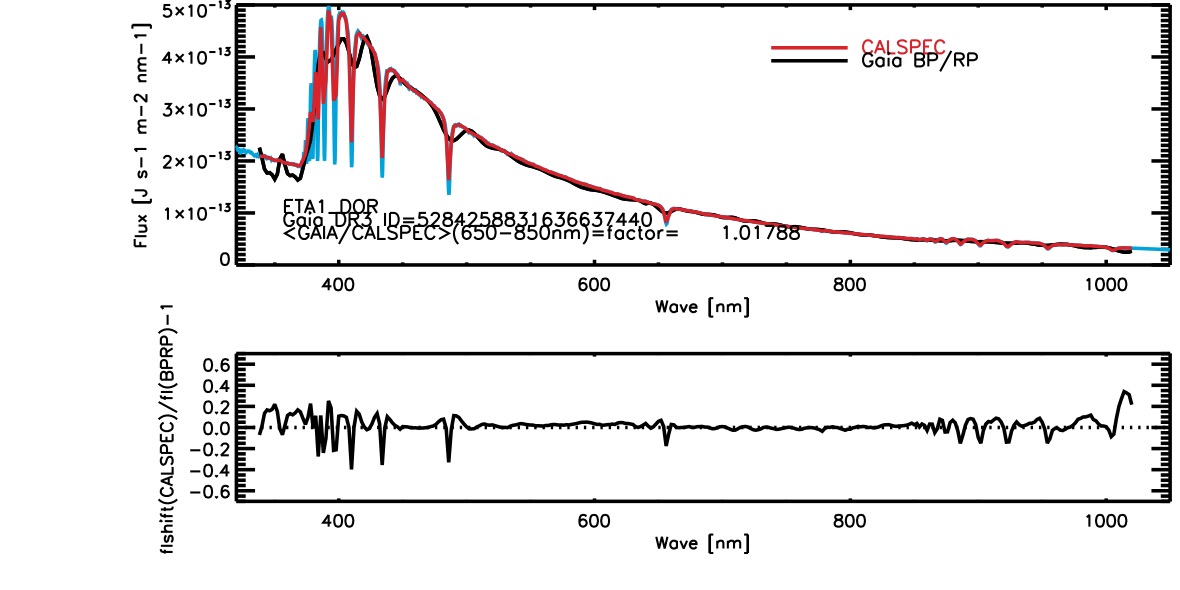 5×10−13
4×10−13
3×10−13
2×10−13
1×10−13
0
Flux [J s−1 m−2 nm−1]
CALSPEC
Gaia BP/RP
ETA1 DOR
Gaia DR3 ID=5284258831636637440
<GAIA/CALSPEC>(650−850nm)=factor= 1.01788
400 600 800 1000
Wave [nm]
flshift(CALSPEC)/fl(BPRP)−1
0.6
0.4
0.2
0.0
−0.2
−0.4
−0.6
400 600 800 1000
Wave [nm]